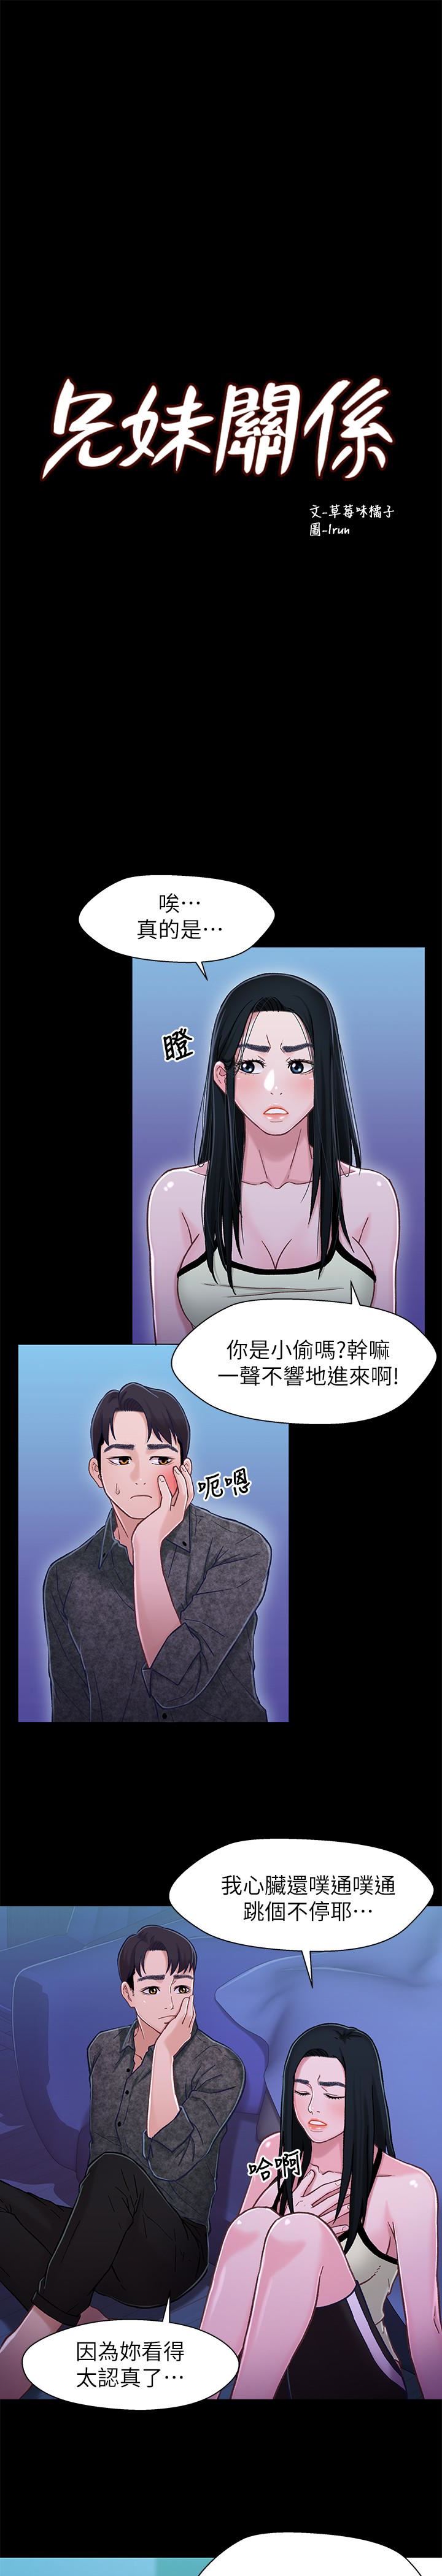 兄妹關係
文-草莓味橘子
圖-Irun
唉…
真的是…
瞪
你是小偷嗎?幹嘛
一聲不響地進來啊!
呃嗯
我心臟還噗通噗通
跳個不停耶…
哈啊
因為妳看得
太認真了…